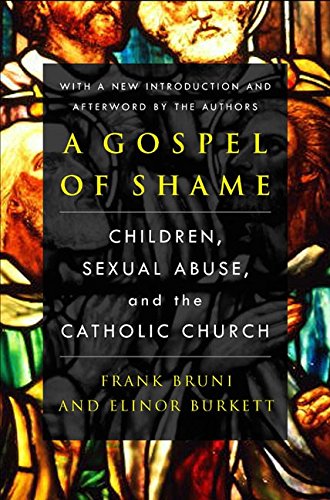 WITH A NEW INTRODUCTION AND
AFTERWORD BY THE AUTHORS
A GOSPEL
OF SHAME
CHILDREN,
SEXUAL ABUSE,
and the
CATHOLIC CHURCH
FRANK BRUNI
AND ELINOR BURKETT